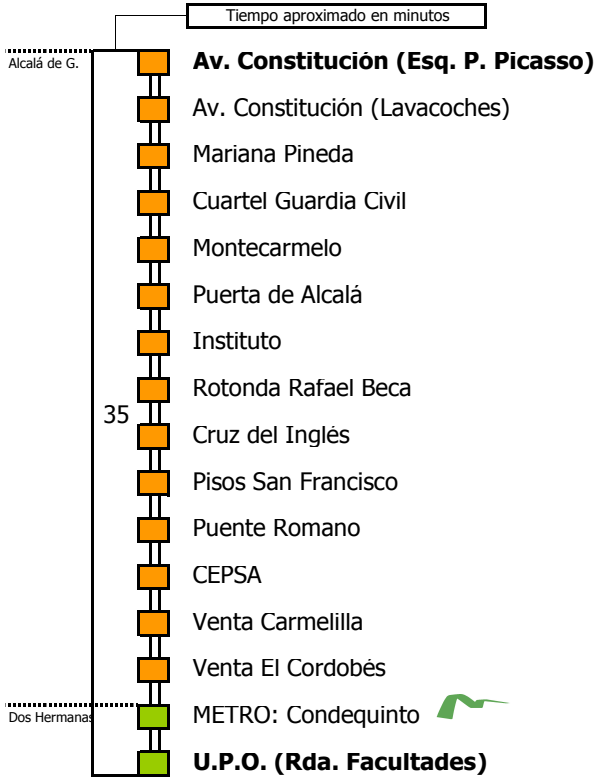 Tiempo aproximado en minutos
Alcalá de G.
Av. Constitución (Esq. P. Picasso)
Av. Constitución (Lavacoches)
Mariana Pineda
Cuartel Guardia Civil
Montecarmelo
Puerta de Alcalá
Instituto
Rotonda Rafael Beca
35
Cruz del Inglés
Pisos San Francisco
Puente Romano
CEPSA
Venta Carmelilla
Venta El Cordobés
Dos Hermanas
METRO: Condequinto
U.P.O. (Rda. Facultades)